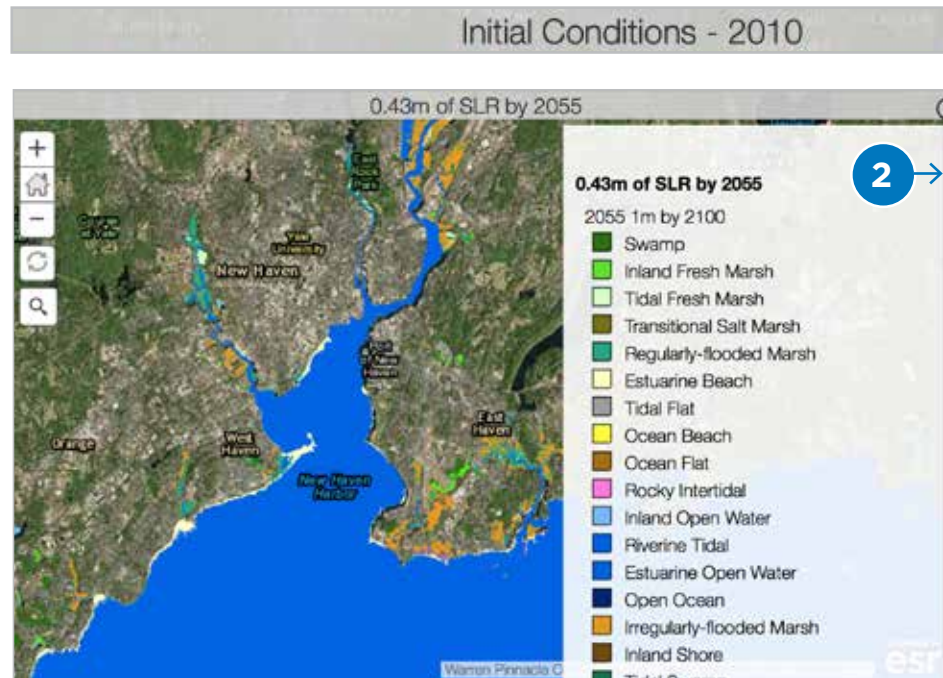 Initial Conditions - 2010
0.43m of SLR by 2055
2
0.43m of SLR by 2055
2055 1m by 2100
Swamp
Inland Fresh Marsh
Tidal Fresh Marsh
Transitional Salt Marsh
Regularly-flooded Marsh
Estuarine Beach
Tidal Flat
Ocean Beach
Ocean Flat
Rocky Intertidal
Inland Open Water
Riverine Tidal
Estuarine Open Water
Open Ocean
Irregularly-flooded Marsh
Inland Shore
Yale
University
New Haven
East
Haven
West
Haven
Orange
New Haven
Harbor
Warren Pinnacle
esri